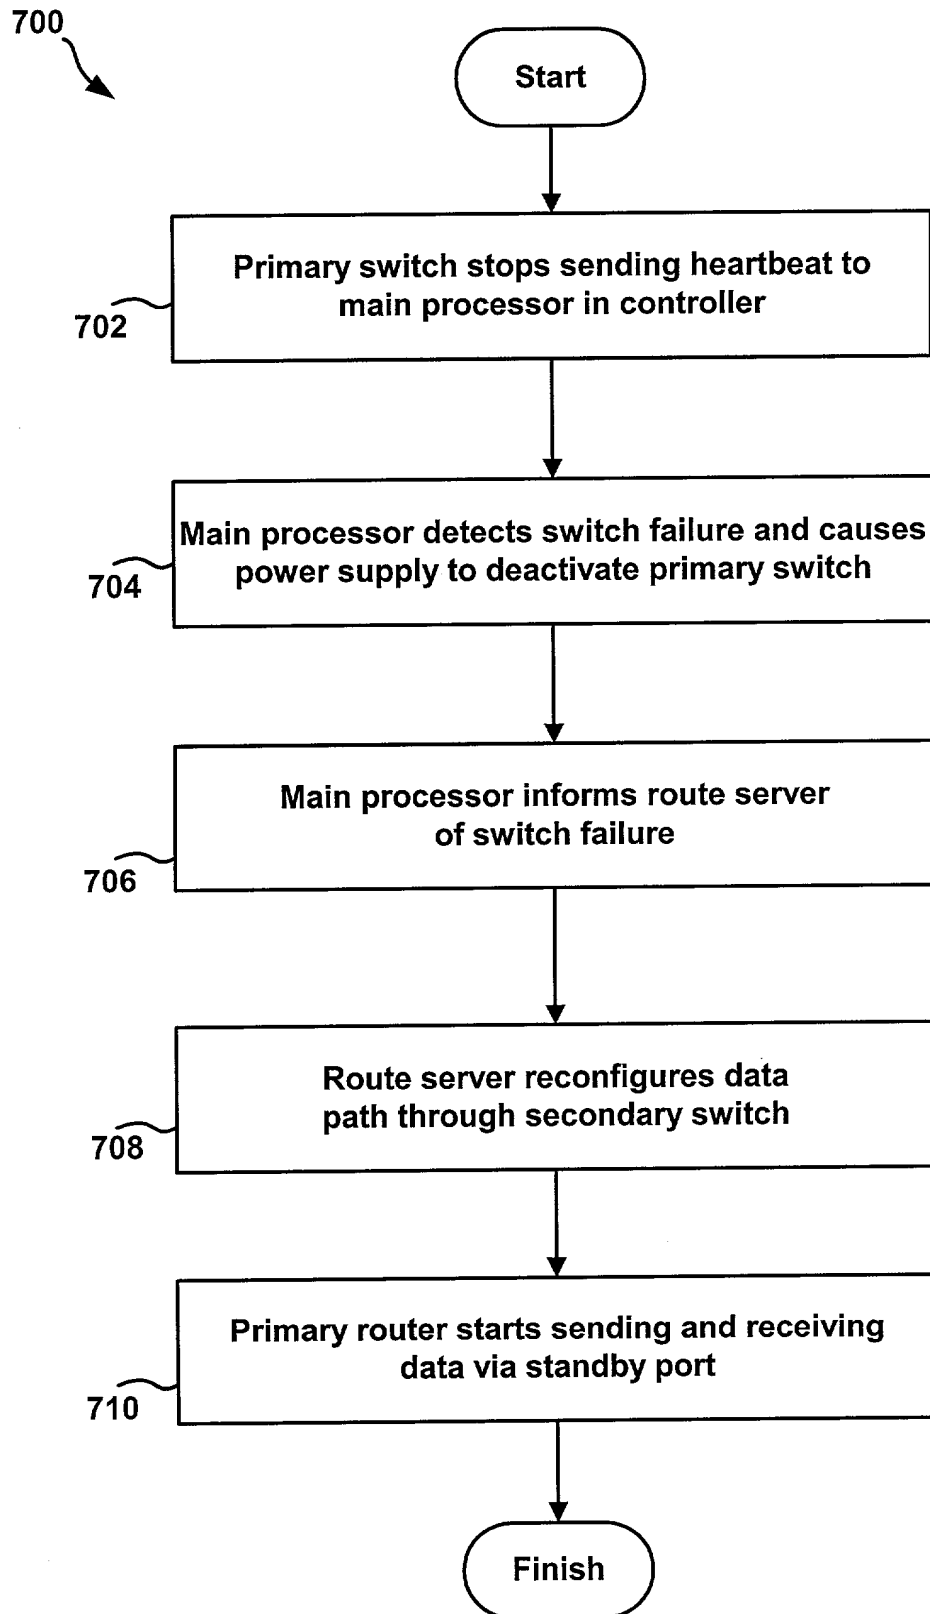 700
Start
Primary switch stops sending heartbeat to
main processor in controller
702
Main processor detects switch failure and causes
power supply to deactivate primary switch
704
Main processor informs route server
of switch failure
706
Route server reconfigures data
path through secondary switch
708
Primary router starts sending and receiving
data via standby port
710
Finish